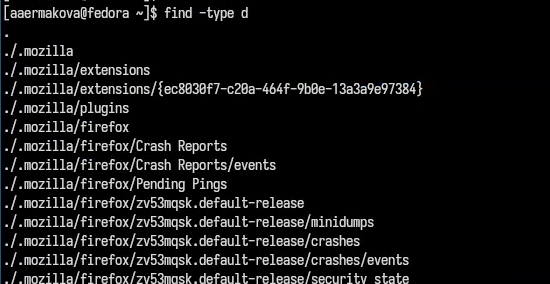 [aaermakova@fedora ~]$ find -type d
.
./.mozilla
./.mozilla/extensions
./.mozilla/extensions/{ec8030f7-c20a-464f-9b0e-13a3a9e97384}
./.mozilla/plugins
./.mozilla/firefox
./.mozilla/firefox/Crash Reports
./.mozilla/firefox/Crash Reports/events
./.mozilla/firefox/Pending Pings
./.mozilla/firefox/zv53mqsk.default-release
./.mozilla/firefox/zv53mqsk.default-release/minidumps
./.mozilla/firefox/zv53mqsk.default-release/crashes
./.mozilla/firefox/zv53mqsk.default-release/crashes/events
./.mozilla/firefox/zv53mqsk.default-release/security_state